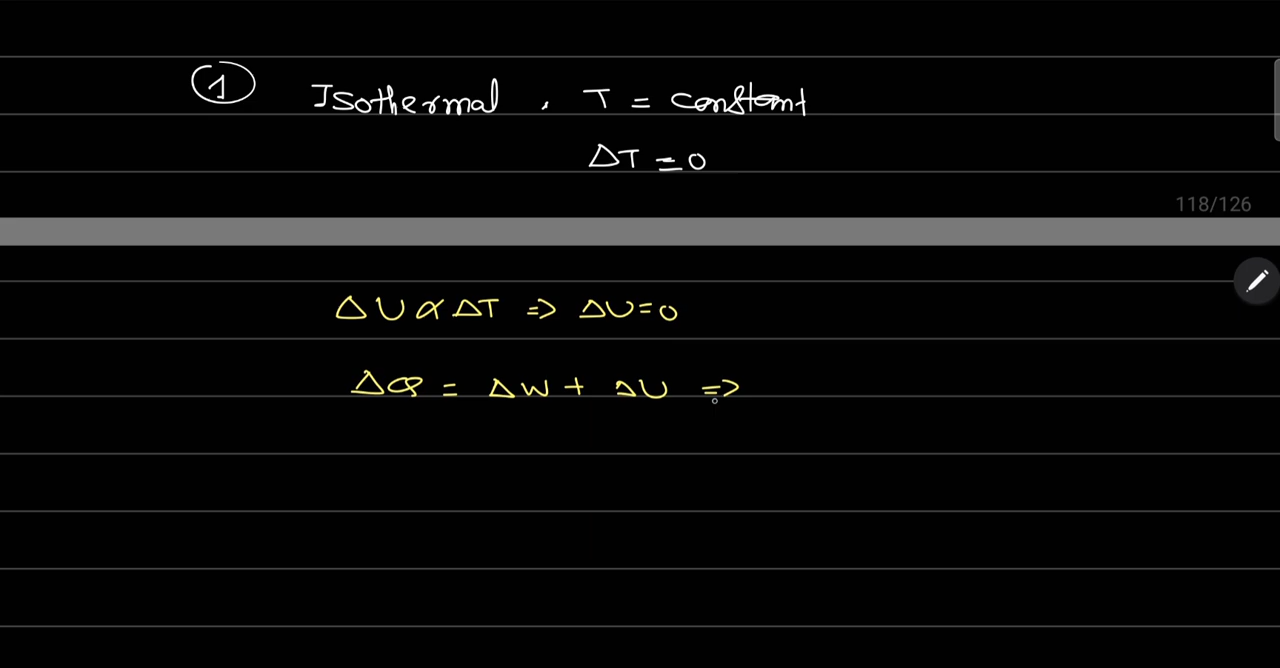 ① Isothermal , T = constant
ΔT = 0
118/126
ΔU ∝ ΔT => ΔU = 0
ΔQ = ΔW + ΔU =>